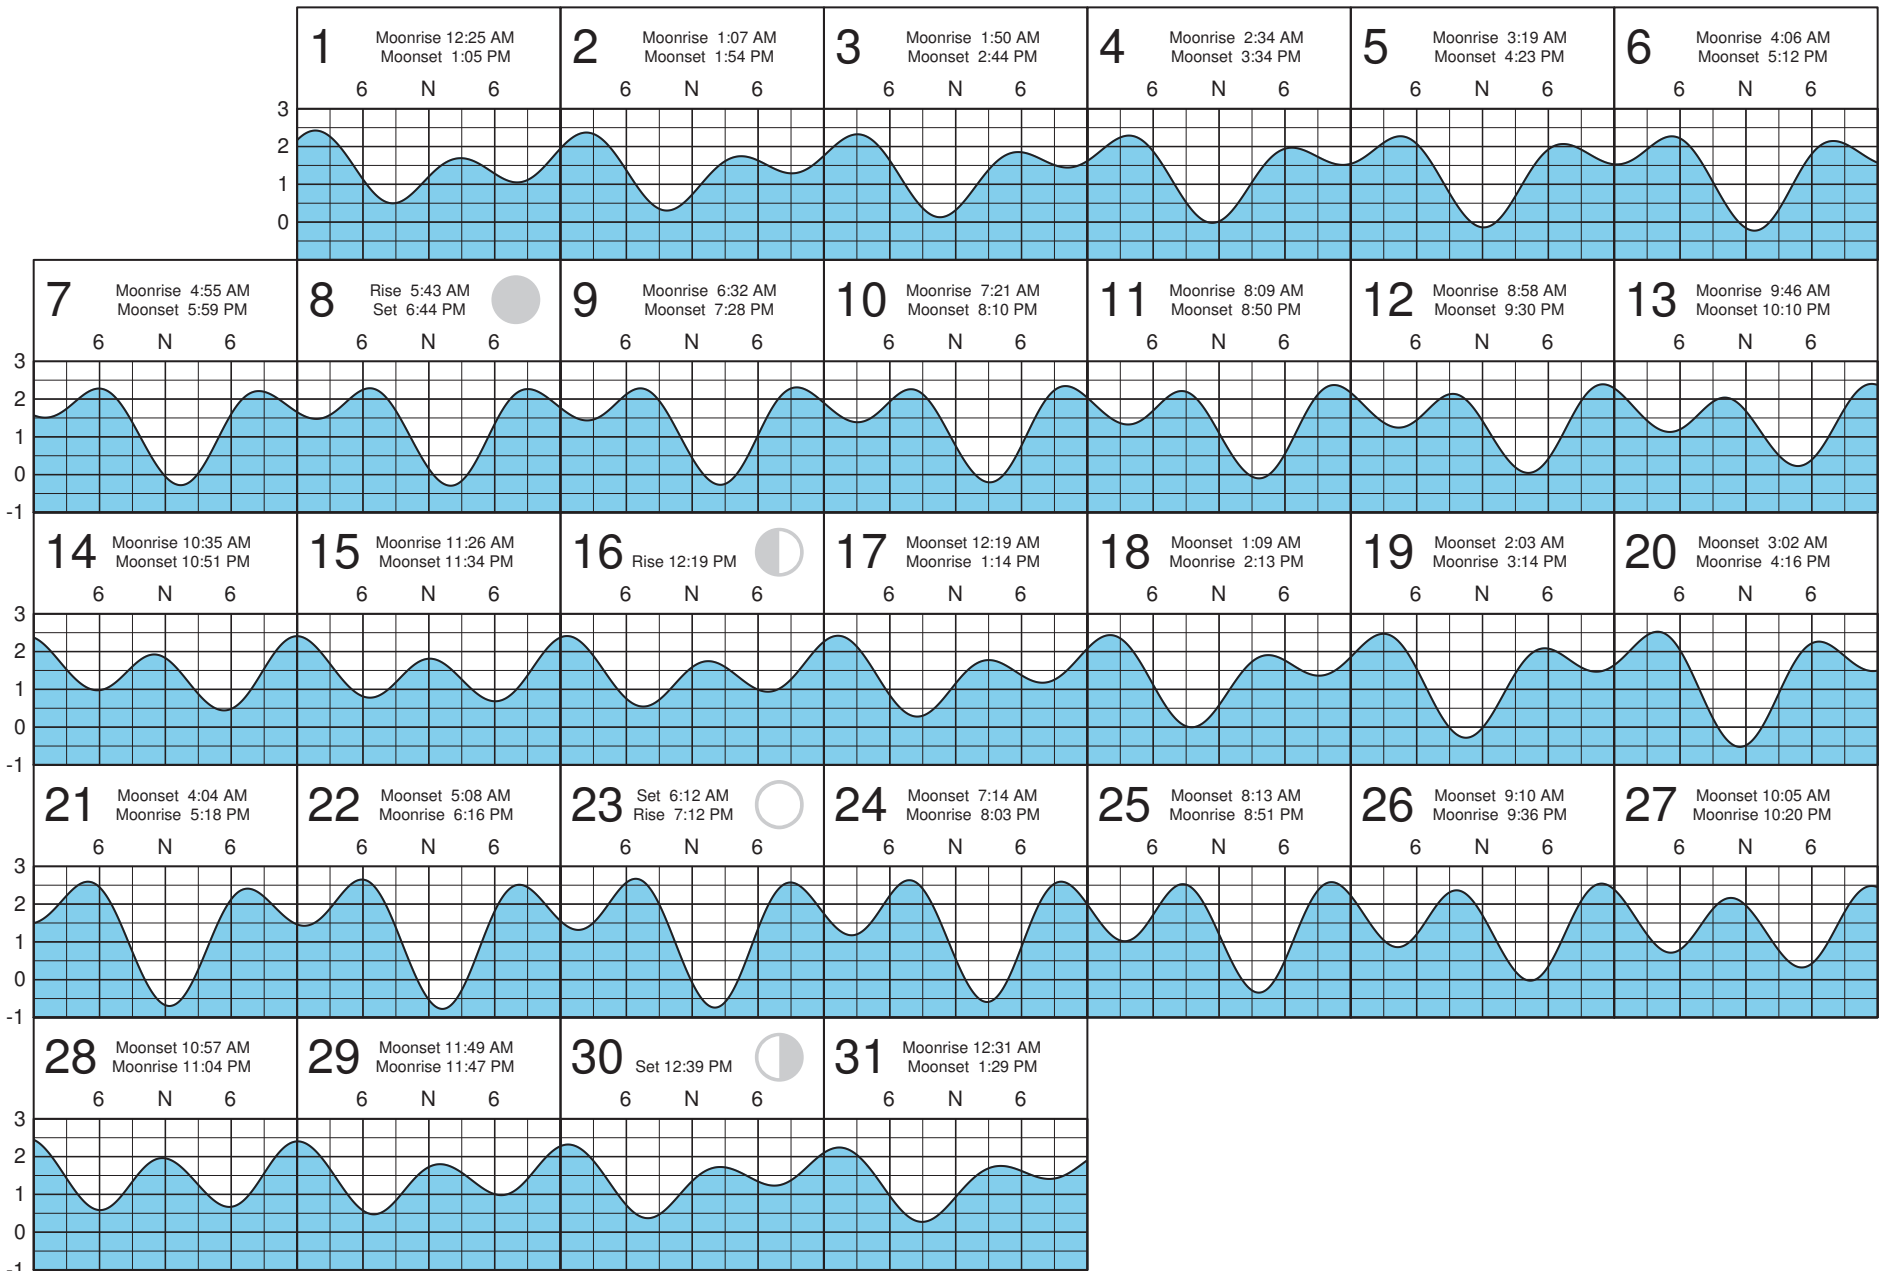 1 Moonrise 12:25 AM
Moonset 1:05 PM
6 N 6
2 Moonrise 1:07 AM
Moonset 1:54 PM
6 N 6
3 Moonrise 1:50 AM
Moonset 2:44 PM
6 N 6
4 Moonrise 2:34 AM
Moonset 3:34 PM
6 N 6
5 Moonrise 3:19 AM
Moonset 4:23 PM
6 N 6
6 Moonrise 4:06 AM
Moonset 5:12 PM
6 N 6
3
2
1
0
7 Moonrise 4:55 AM
Moonset 5:59 PM
6 N 6
8 Rise 5:43 AM
Set 6:44 PM
6 N 6
9 Moonrise 6:32 AM
Moonset 7:28 PM
6 N 6
10 Moonrise 7:21 AM
Moonset 8:10 PM
6 N 6
11 Moonrise 8:09 AM
Moonset 8:50 PM
6 N 6
12 Moonrise 8:58 AM
Moonset 9:30 PM
6 N 6
13 Moonrise 9:46 AM
Moonset 10:10 PM
6 N 6
3
2
1
0
-1
14 Moonrise 10:35 AM
Moonset 10:51 PM
6 N 6
15 Moonrise 11:26 AM
Moonset 11:34 PM
6 N 6
16 Rise 12:19 PM
6 N 6
17 Moonset 12:19 AM
Moonrise 1:14 PM
6 N 6
18 Moonset 1:09 AM
Moonrise 2:13 PM
6 N 6
19 Moonset 2:03 AM
Moonrise 3:14 PM
6 N 6
20 Moonset 3:02 AM
Moonrise 4:16 PM
6 N 6
3
2
1
0
-1
21 Moonset 4:04 AM
Moonrise 5:18 PM
6 N 6
22 Moonset 5:08 AM
Moonrise 6:16 PM
6 N 6
23 Set 6:12 AM
Rise 7:12 PM
6 N 6
24 Moonset 7:14 AM
Moonrise 8:03 PM
6 N 6
25 Moonset 8:13 AM
Moonrise 8:51 PM
6 N 6
26 Moonset 9:10 AM
Moonrise 9:36 PM
6 N 6
27 Moonset 10:05 AM
Moonrise 10:20 PM
6 N 6
3
2
1
0
-1
28 Moonset 10:57 AM
Moonrise 11:04 PM
6 N 6
29 Moonset 11:49 AM
Moonrise 11:47 PM
6 N 6
30 Set 12:39 PM
6 N 6
31 Moonrise 12:31 AM
Moonset 1:29 PM
6 N 6
3
2
1
0
-1